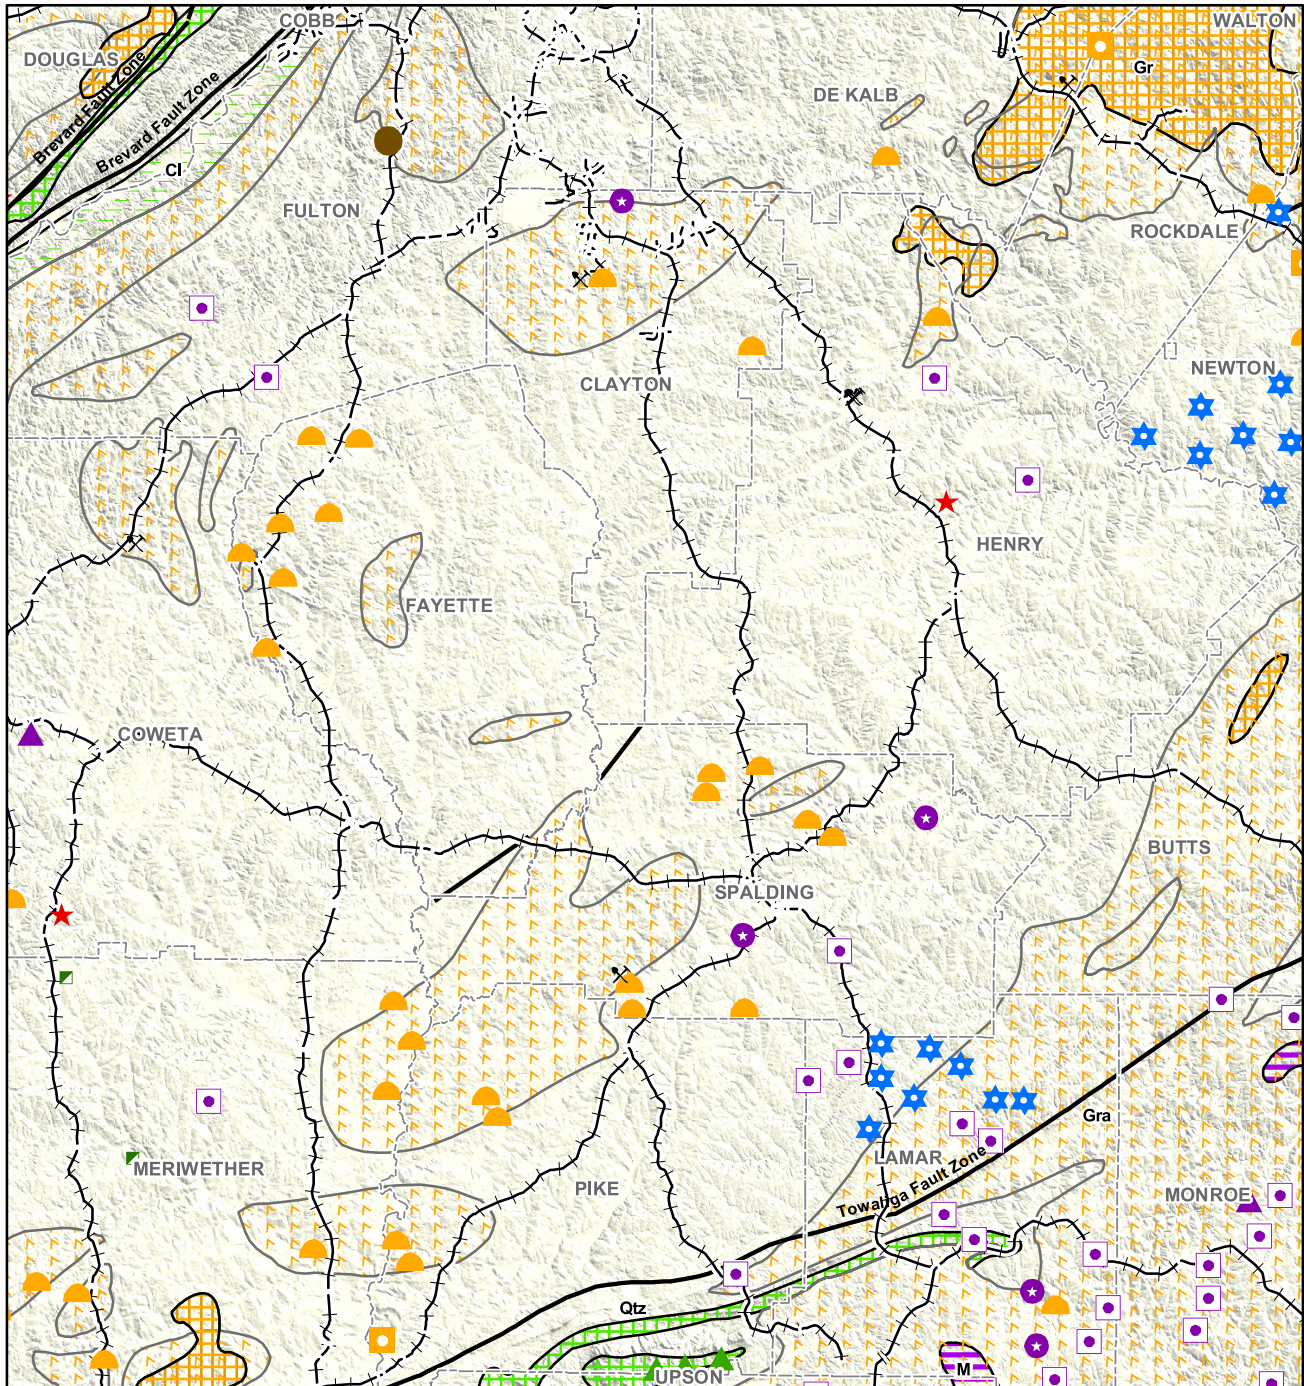 COBB
WALTON
DOUGLAS
Brevard Fault Zone
Gr
DE KALB
Brevard Fault Zone
Cl
FULTON
ROCKDALE
NEWTON
CLAYTON
HENRY
FAYETTE
COWETA
BUTTS
SPALDING
Gra
LAMAR
MERIWETHER
PIKE
Towaliga Fault Zone
MONROE
Qtz
M
UPSON